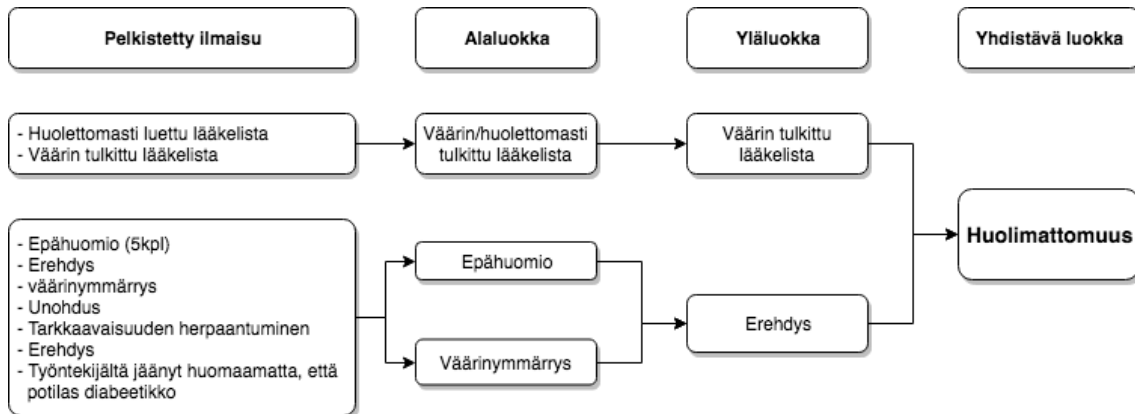 Pelkistetty ilmaisu
Alaluokka
Yläluokka
Yhdistävä luokka
- Huolettomasti luettu lääkelista
- Väärin tulkittu lääkelista
Väärin/huolettomasti
tulkittu lääkelista
Väärin tulkittu
lääkelista
- Epähuomio (5kpl)
- Erehdys
- väärinymmärrys
- Unohdus
- Tarkkaavaisuuden herpaantuminen
- Erehdys
- Työntekijältä jäänyt huomaamatta, että
potilas diabeetikko
Epähuomio
Väärinymmärrys
Erehdys
Huolimattomuus